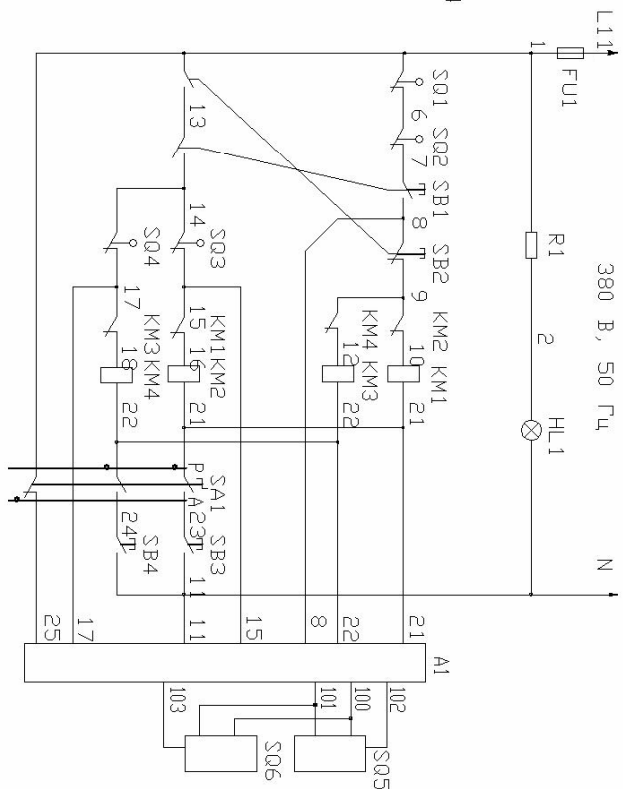 L11
FU1
1
R1
380 В, 50 Гц
2
HL1
N
SQ1
6
SQ2
7
SB1
8
SB2
9
KM2
10
KM1
21
KM4
12
KM3
22
13
14
SQ3
SQ4
15
KM1
16
KM2
21
17
KM3
18
KM4
22
SA1
Р
А
23
SB3
24
SB4
11
25
17
11
15
8
22
21
A1
103
101
100
102
SQ6
SQ5